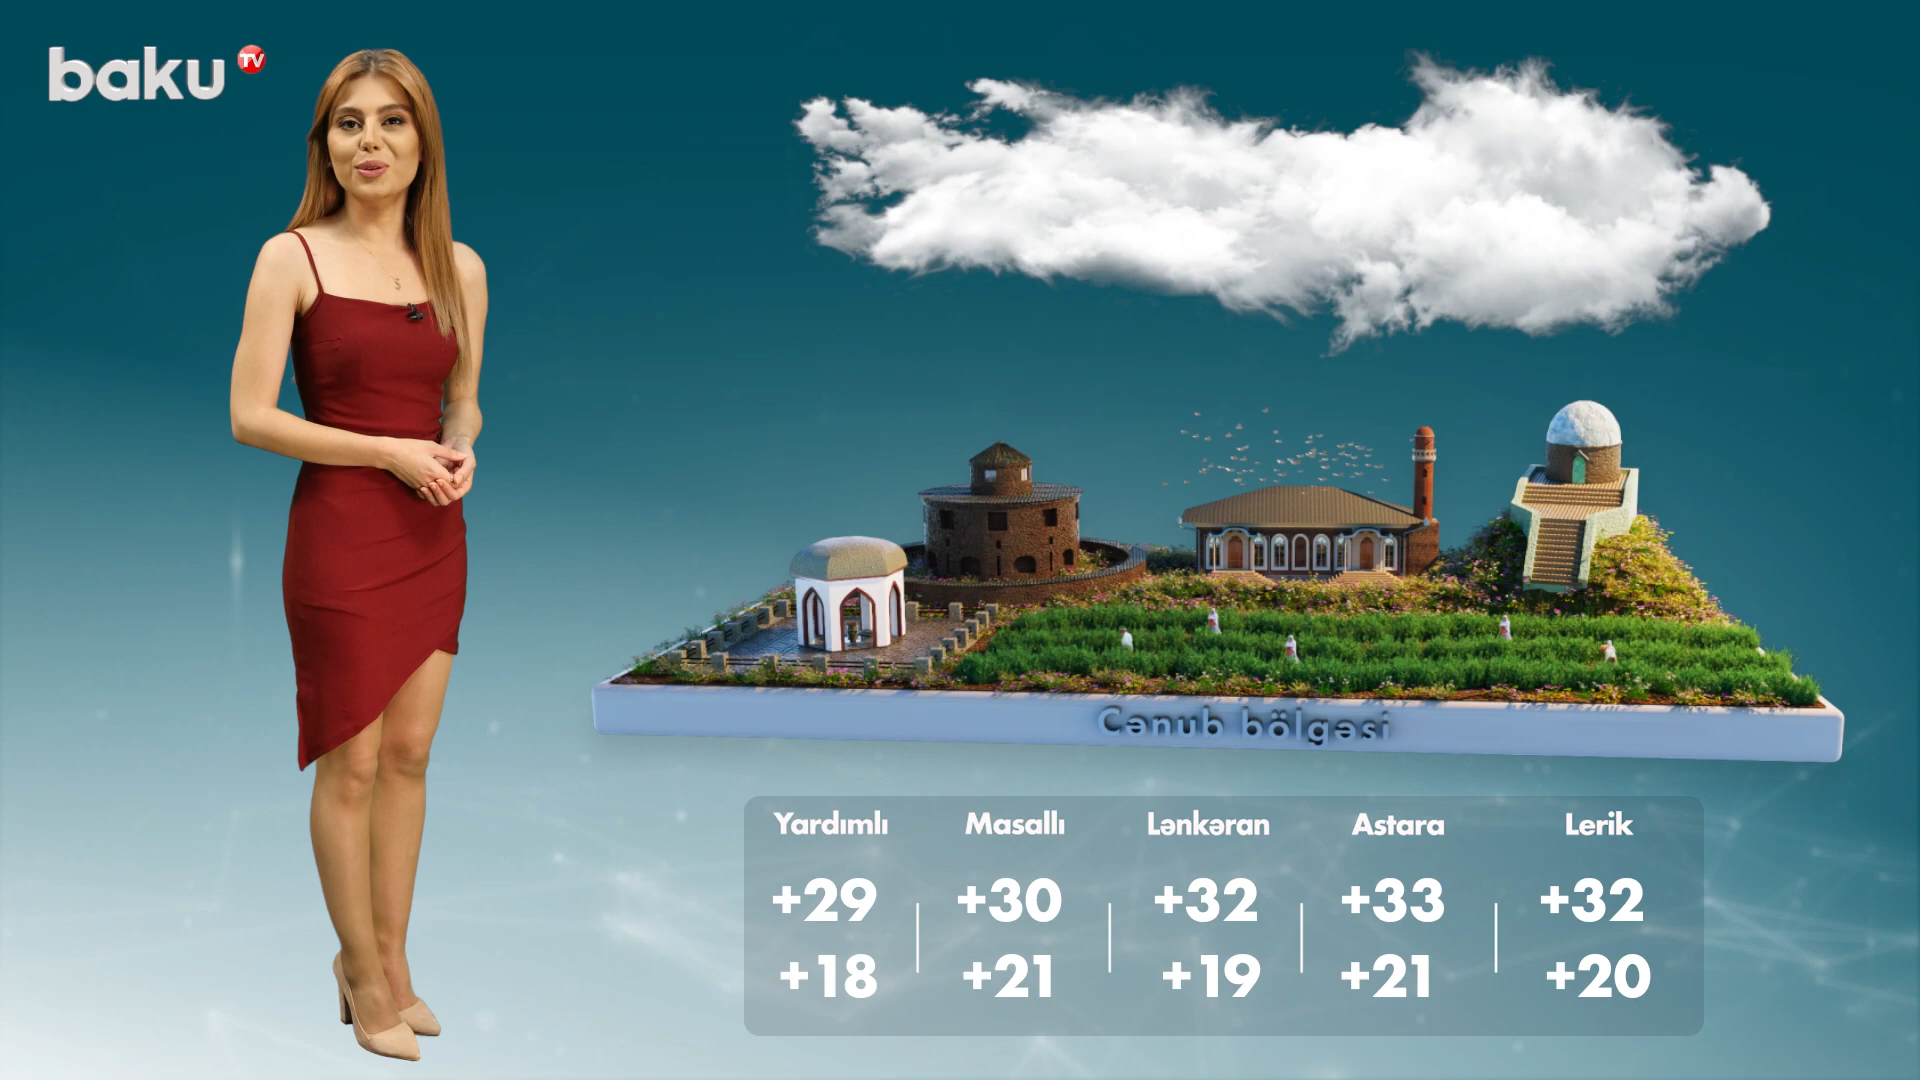 baku TV
Cənub bölgəsi
Yardımlı Masallı Lənkəran Astara Lerik
+29 +30 +32 +33 +32
+18 +21 +19 +21 +20